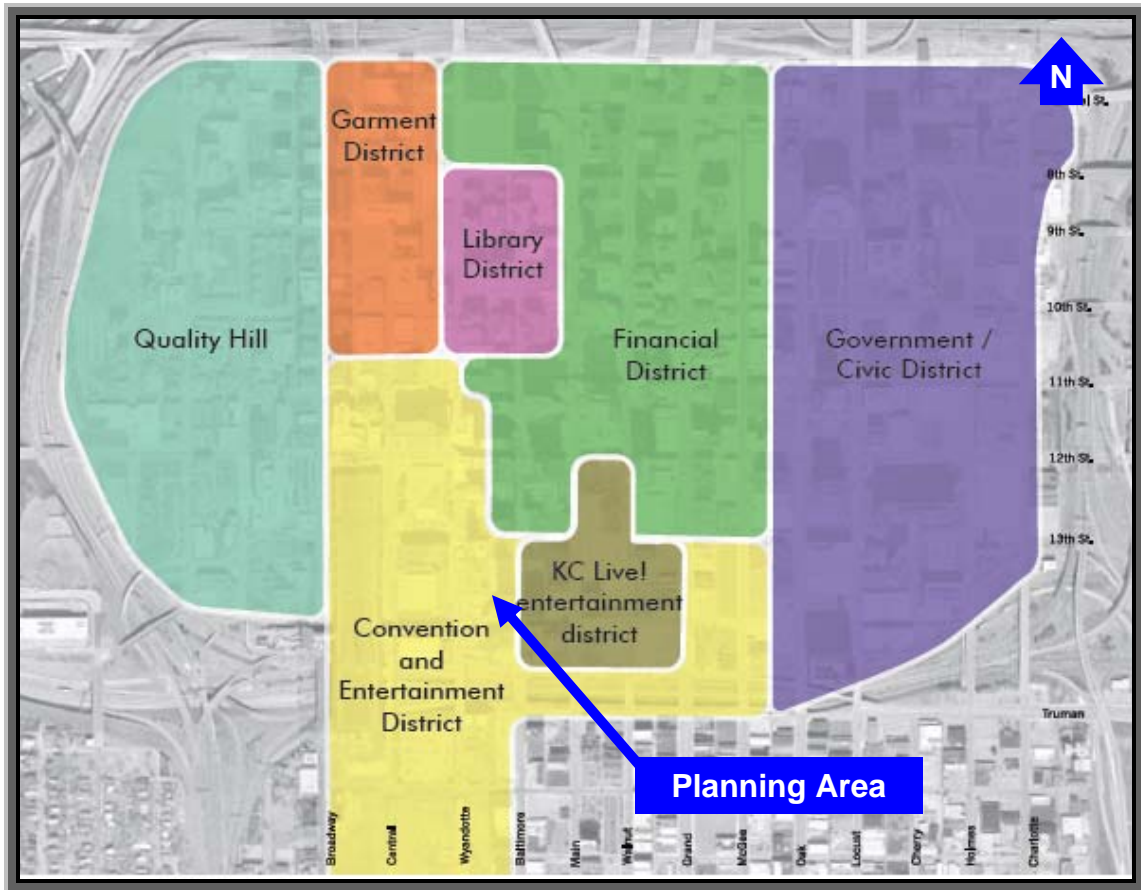 N
Garment
District
8th St.
9th St.
Library
District
10th St.
Quality Hill
Financial
District
Government /
Civic District
11th St.
12th St.
13th St.
KC Live!
entertainment
district
Convention
and
Entertainment
District
Truman
Planning Area
Broadway
Central
Wyandotte
Baltimore
Main
Walnut
Grand
McGee
Oak
Locust
Cherry
Holmes
Charlotte